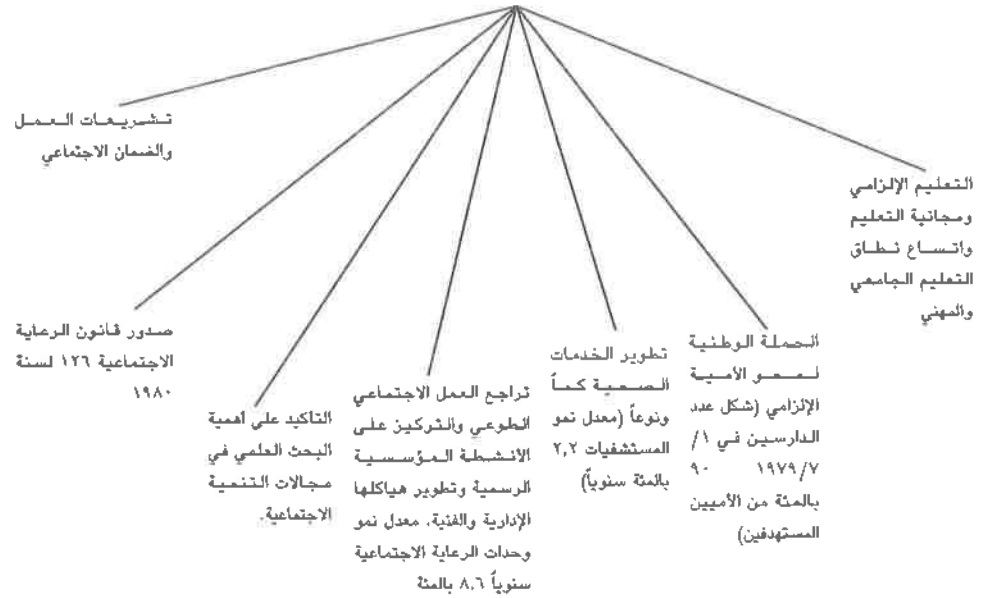 التعليم الإلزامي
ومجانية التعليم
واتساع نطاق
التعليم الجامعي
والمهني
الحملة الوطنية
لمحو الأمية
الإلزامي (شكل عدد
الدارسين في ١/
١٩٧٩/٧ ٩٠
بالمئة من الأميين
المستهدفين)
تطوير الخدمات
الصحية كماً
ونوعاً (معدل نمو
المستشفيات ٢,٢
بالمئة سنوياً)
تراجع العمل الاجتماعي
الطوعي والتركيز على
الأنشطة المؤسسية
الرسمية وتطوير هياكلها
الإدارية والفنية. معدل نمو
وحدات الرعاية الاجتماعية
سنوياً ٨,٦ بالمئة
التأكيد على أهمية
البحث العلمي في
مجالات التنمية
الاجتماعية.
صدور قانون الرعاية
الاجتماعية ١٢٦ لسنة
١٩٨٠
تشريعات العمل
والضمان الاجتماعي